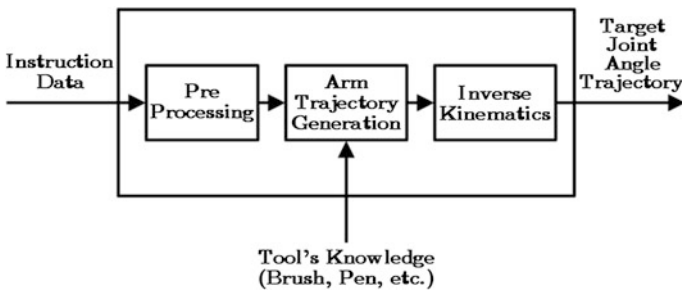 Instruction
Data
Pre
Processing
Arm
Trajectory
Generation
Inverse
Kinematics
Target
Joint
Angle
Trajectory
Tool's Knowledge
(Brush, Pen, etc.)